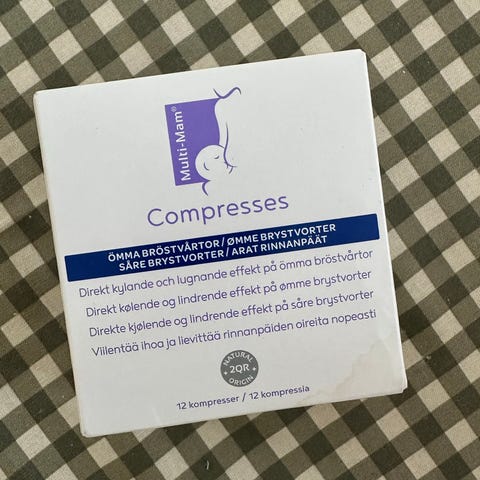 Multi-Mam®
Compresses
ÖMMA BRÖSTVÅRTOR / ØMME BRYSTVORTER
SÅRE BRYSTVORTER / ARAT RINNANPÄÄT
Direkt kylande och lugnande effekt på ömma bröstvårtor
Direkt kølende og lindrende effekt på ømme brystvorter
Direkte kjølende og lindrende effekt på såre brystvorter
Viilentää ihoa ja lievittää rinnanpäiden oireita nopeasti
NATURAL
2QR
ORIGIN
12 kompresser / 12 kompressia